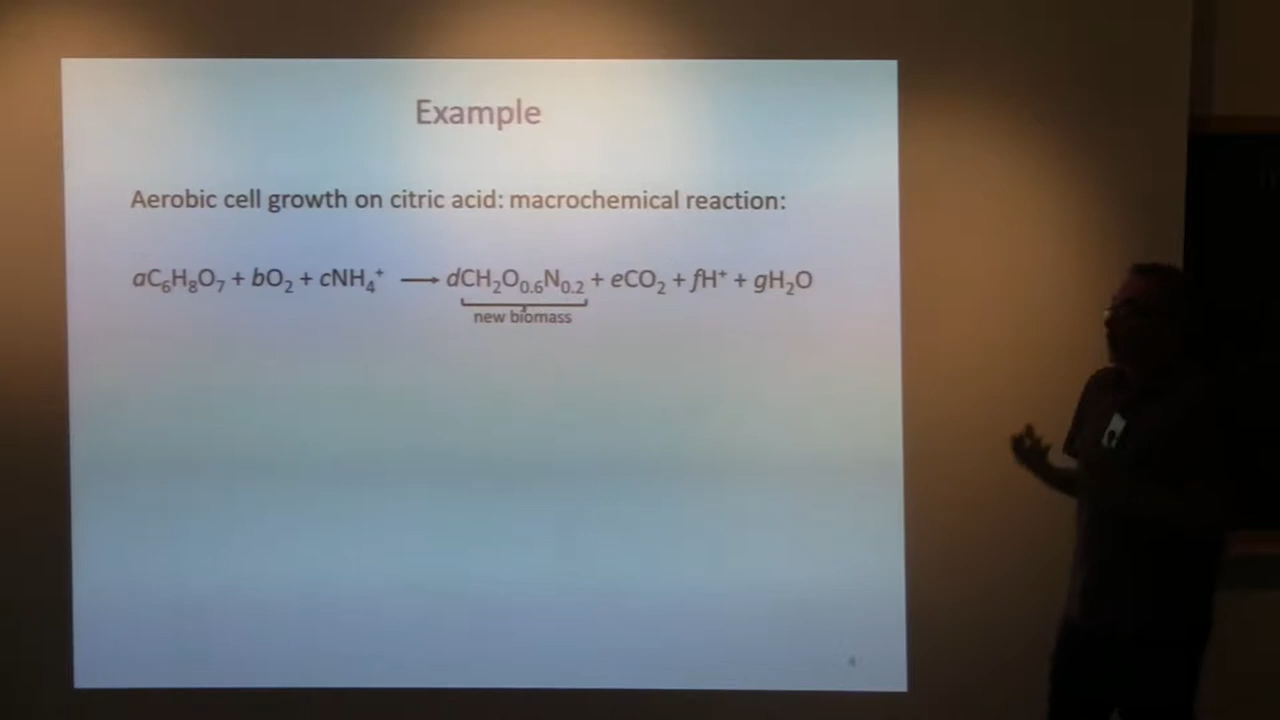 Example
Aerobic cell growth on citric acid: macrochemical reaction:
aC₆H₈O₇ + bO₂ + cNH₄⁺ ⟶ dCH₂O₀.₆N₀.₂ + eCO₂ + fH⁺ + gH₂O
new biomass